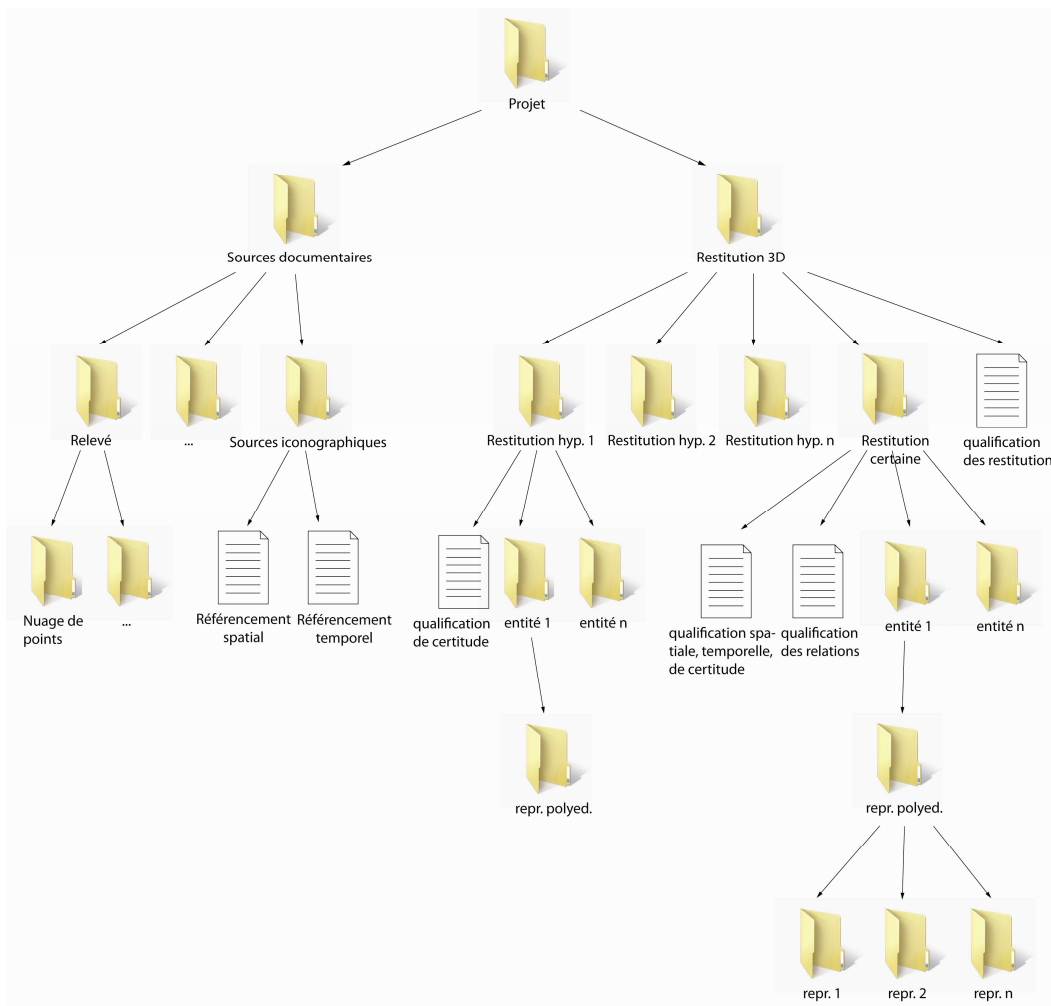 Projet
Sources documentaires
Restitution 3D
Relevé
...
Sources iconographiques
Restitution hyp. 1
Restitution hyp. 2
Restitution hyp. n
Restitution
certaine
qualification
des restitution
Nuage de
points
...
Référencement
spatial
Référencement
temporel
qualification
de certitude
entité 1
entité n
qualification spa-
tiale, temporelle,
de certitude
qualification
des relations
entité 1
entité n
repr. polyed.
repr. polyed.
repr. 1
repr. 2
repr. n